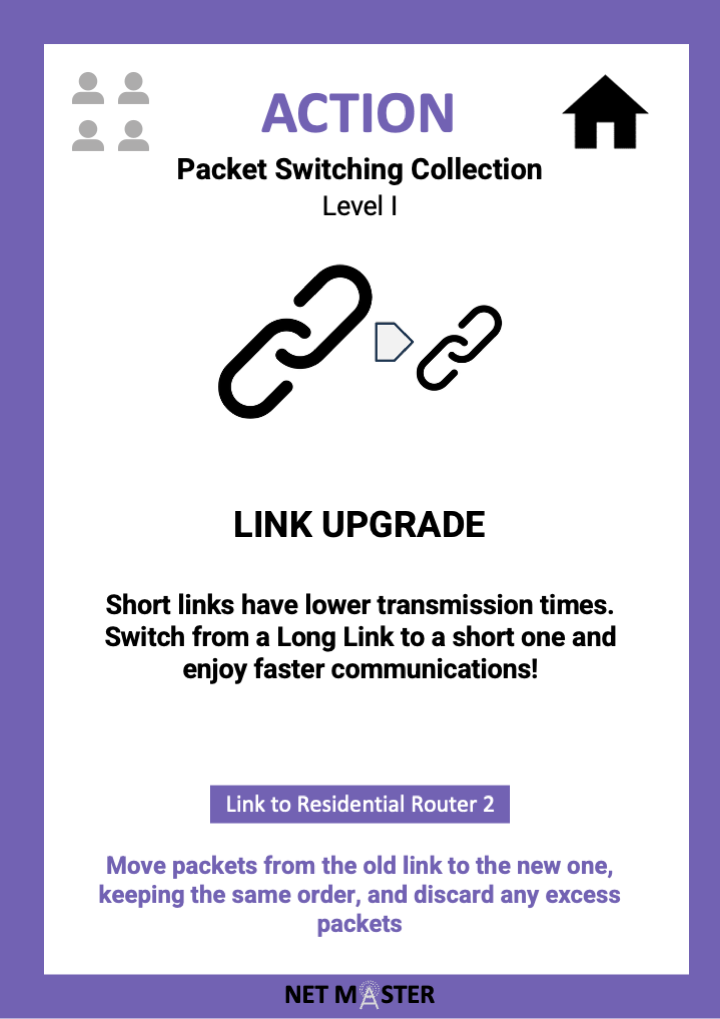 ACTION
Packet Switching Collection
Level I
LINK UPGRADE
Short links have lower transmission times.
Switch from a Long Link to a short one and
enjoy faster communications!
Link to Residential Router 2
Move packets from the old link to the new one,
keeping the same order, and discard any excess
packets
NET MASTER